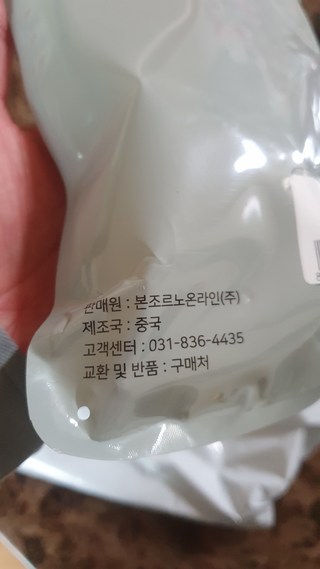 판매원 : 본조르노온라인(주)
제조국 : 중국
고객센터 : 031-836-4435
교환 및 반품 : 구매처